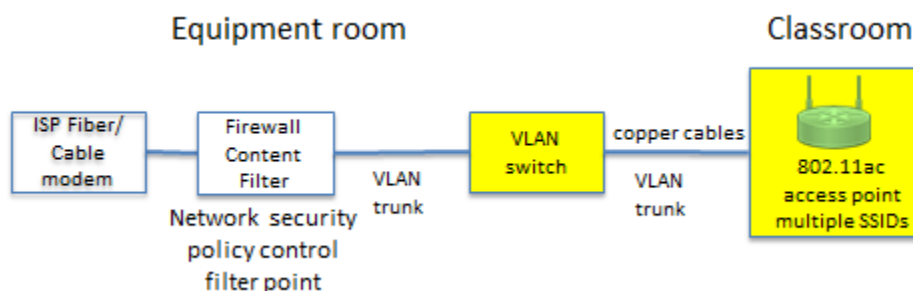 Equipment room
Classroom
ISP Fiber/
Cable
modem
Firewall
Content
Filter
VLAN
trunk
VLAN
switch
copper cables
VLAN
trunk
802.11ac
access point
multiple SSIDs
Network security
policy control
filter point